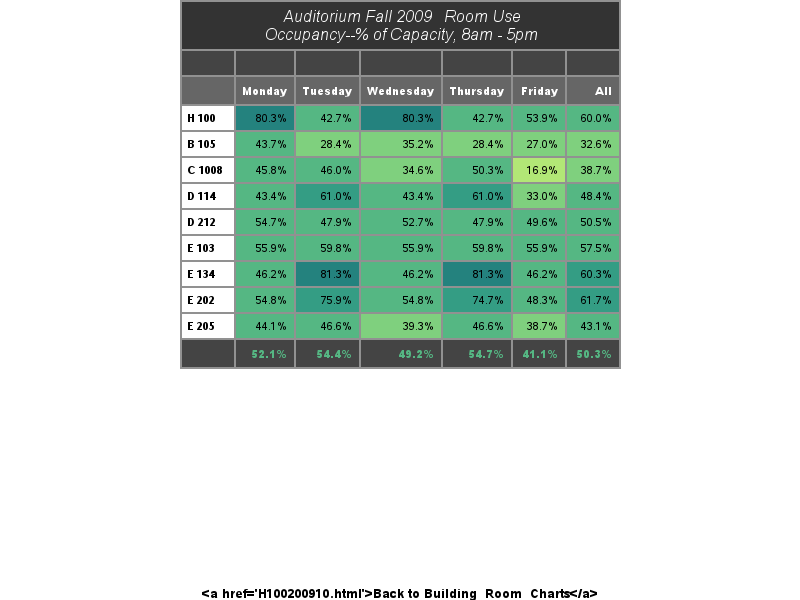 Auditorium Fall 2009 Room Use
Occupancy--% of Capacity, 8am - 5pm
Monday Tuesday Wednesday Thursday Friday All
H 100 80.3% 42.7% 80.3% 42.7% 53.9% 60.0%
B 105 43.7% 28.4% 35.2% 28.4% 27.0% 32.6%
C 1008 45.8% 46.0% 34.6% 50.3% 16.9% 38.7%
D 114 43.4% 61.0% 43.4% 61.0% 33.0% 48.4%
D 212 54.7% 47.9% 52.7% 47.9% 49.6% 50.5%
E 103 55.9% 59.8% 55.9% 59.8% 55.9% 57.5%
E 134 46.2% 81.3% 46.2% 81.3% 46.2% 60.3%
E 202 54.8% 75.9% 54.8% 74.7% 48.3% 61.7%
E 205 44.1% 46.6% 39.3% 46.6% 38.7% 43.1%
52.1% 54.4% 49.2% 54.7% 41.1% 50.3%
<a href='H100200910.html'>Back to Building Room Charts</a>